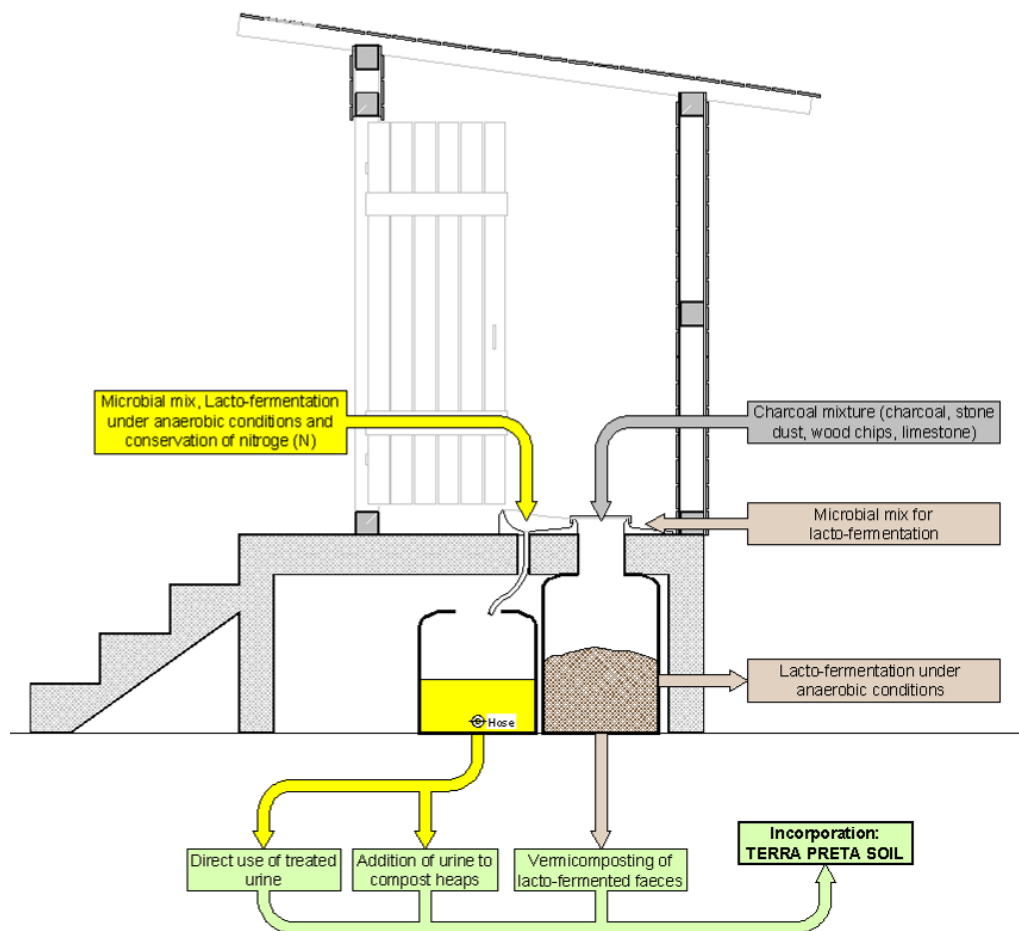 Microbial mix, Lacto-fermentation
under anaerobic conditions and
conservation of nitroge (N)
Charcoal mixture (charcoal, stone
dust, wood chips, limestone)
Microbial mix for
lacto-fermentation
Lacto-fermentation under
anaerobic conditions
Hose
Direct use of treated
urine
Addition of urine to
compost heaps
Vermicomposting of
lacto-fermented faeces
Incorporation:
TERRA PRETA SOIL